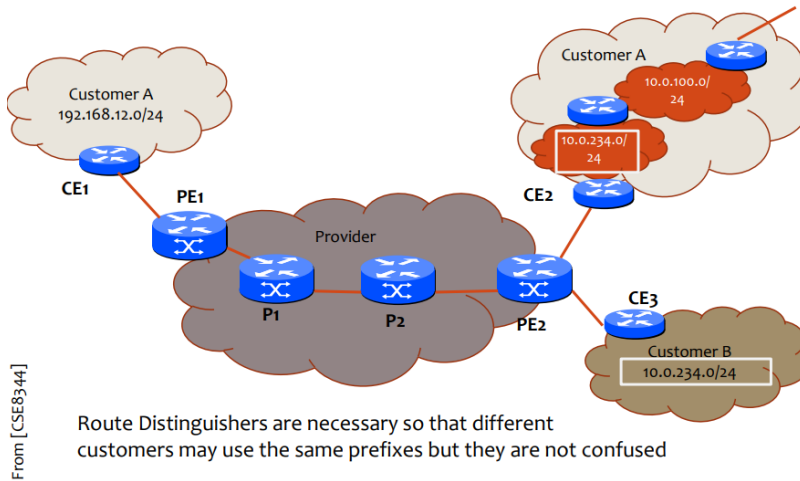 Customer A
192.168.12.0/24
CE1
PE1
Provider
P1
P2
PE2
Customer A
10.0.100.0/
24
10.0.234.0/
24
CE2
CE3
Customer B
10.0.234.0/24
From [CSE8344]
Route Distinguishers are necessary so that different
customers may use the same prefixes but they are not confused